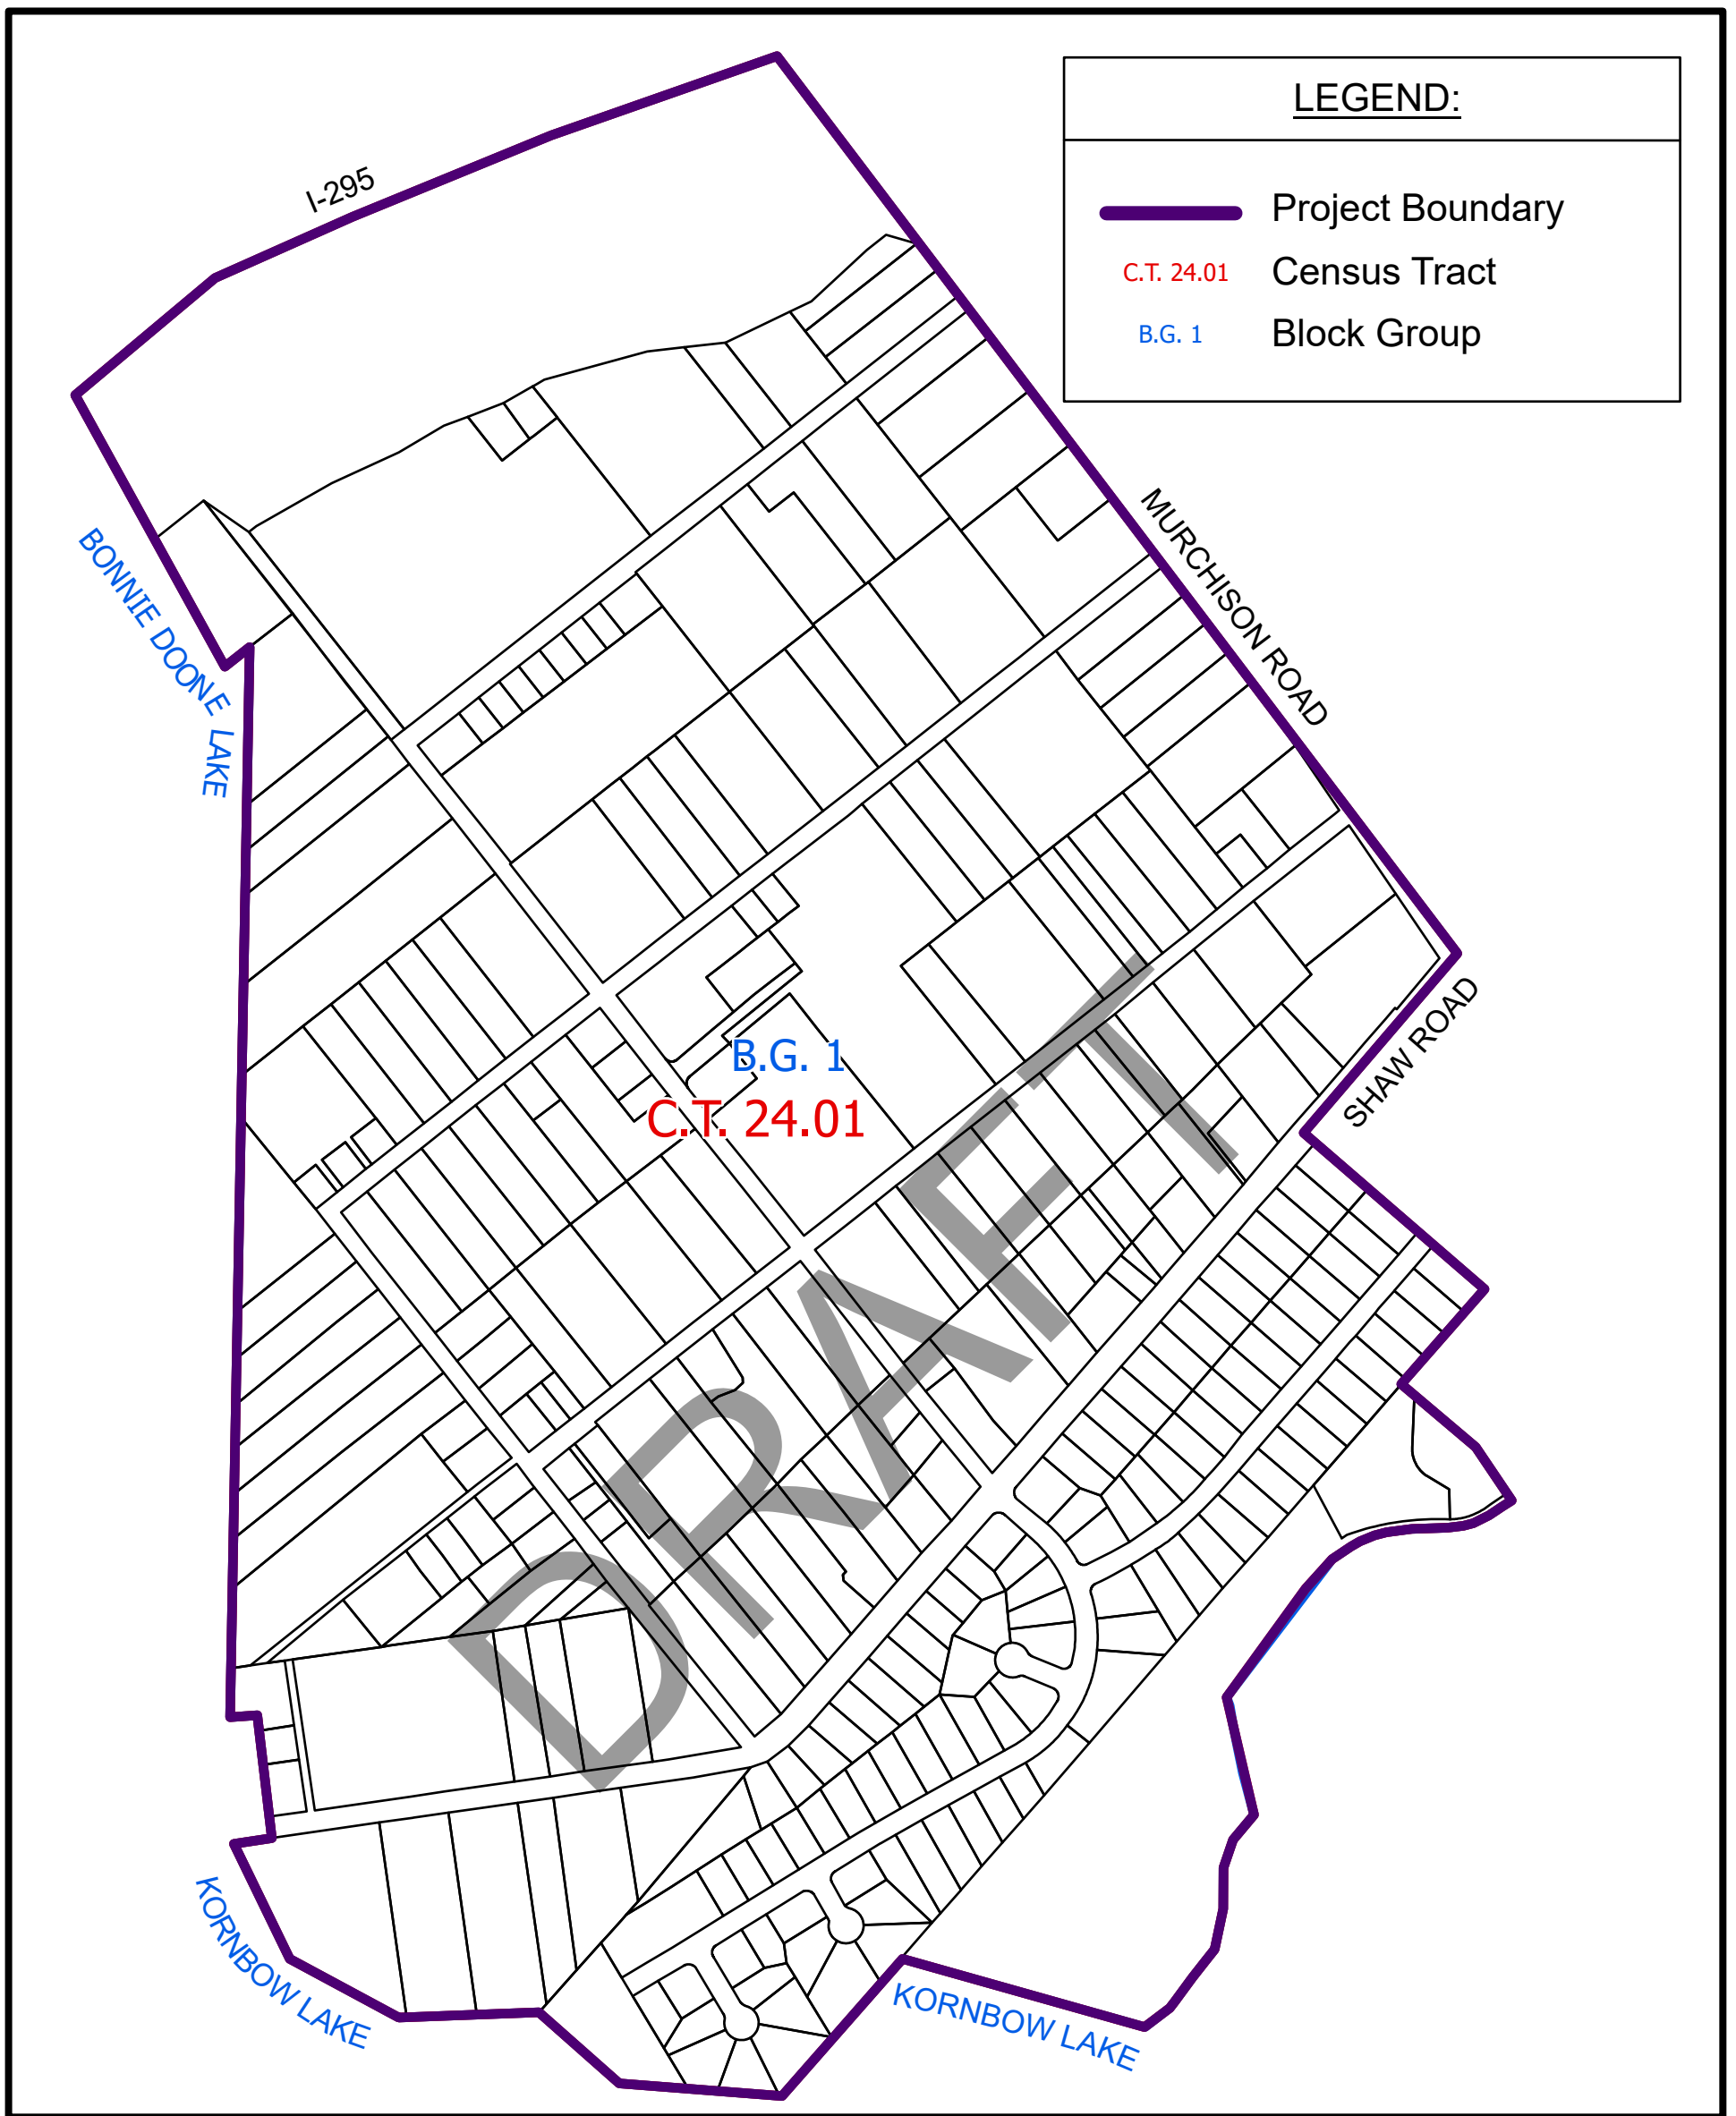 LEGEND:
Project Boundary
C.T. 24.01 Census Tract
B.G. 1 Block Group
I-295
BONNIE DOONE LAKE
MURCHISON ROAD
SHAW ROAD
B.G. 1
C.T. 24.01
DRAFT
KORNBOW LAKE
KORNBOW LAKE